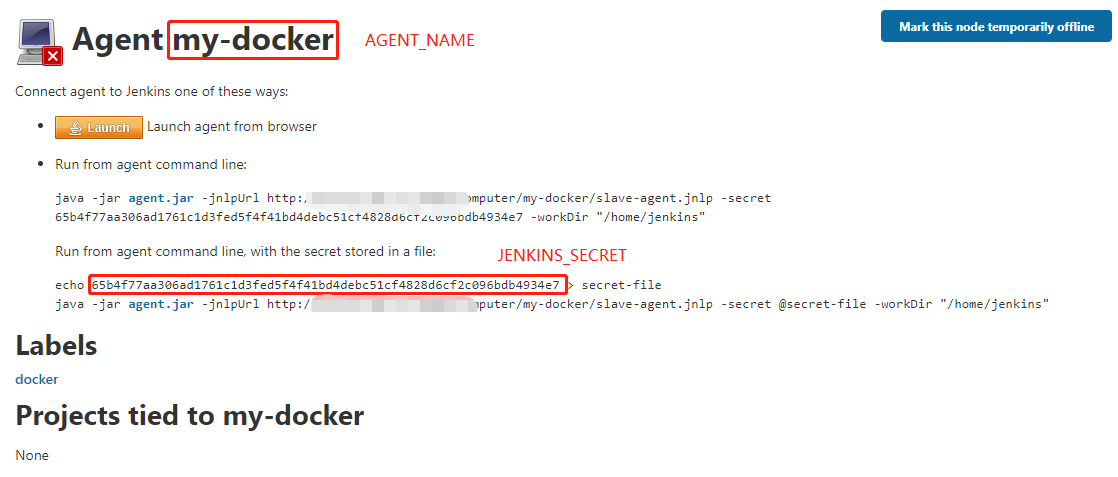 Agent my-docker AGENT_NAME Mark this node temporarily offline
Connect agent to Jenkins one of these ways:
Launch Launch agent from browser
Run from agent command line:
java -jar agent.jar -jnlpUrl http:/ omputer/my-docker/slave-agent.jnlp -secret
65b4f77aa306ad1761c1d3fed5f4f41bd4debc51cf4828d6cf2c096bdb4934e7 -workDir "/home/jenkins"
Run from agent command line, with the secret stored in a file: JENKINS_SECRET
echo 65b4f77aa306ad1761c1d3fed5f4f41bd4debc51cf4828d6cf2c096bdb4934e7 > secret-file
java -jar agent.jar -jnlpUrl http:/ mputer/my-docker/slave-agent.jnlp -secret @secret-file -workDir "/home/jenkins"
Labels
docker
Projects tied to my-docker
None